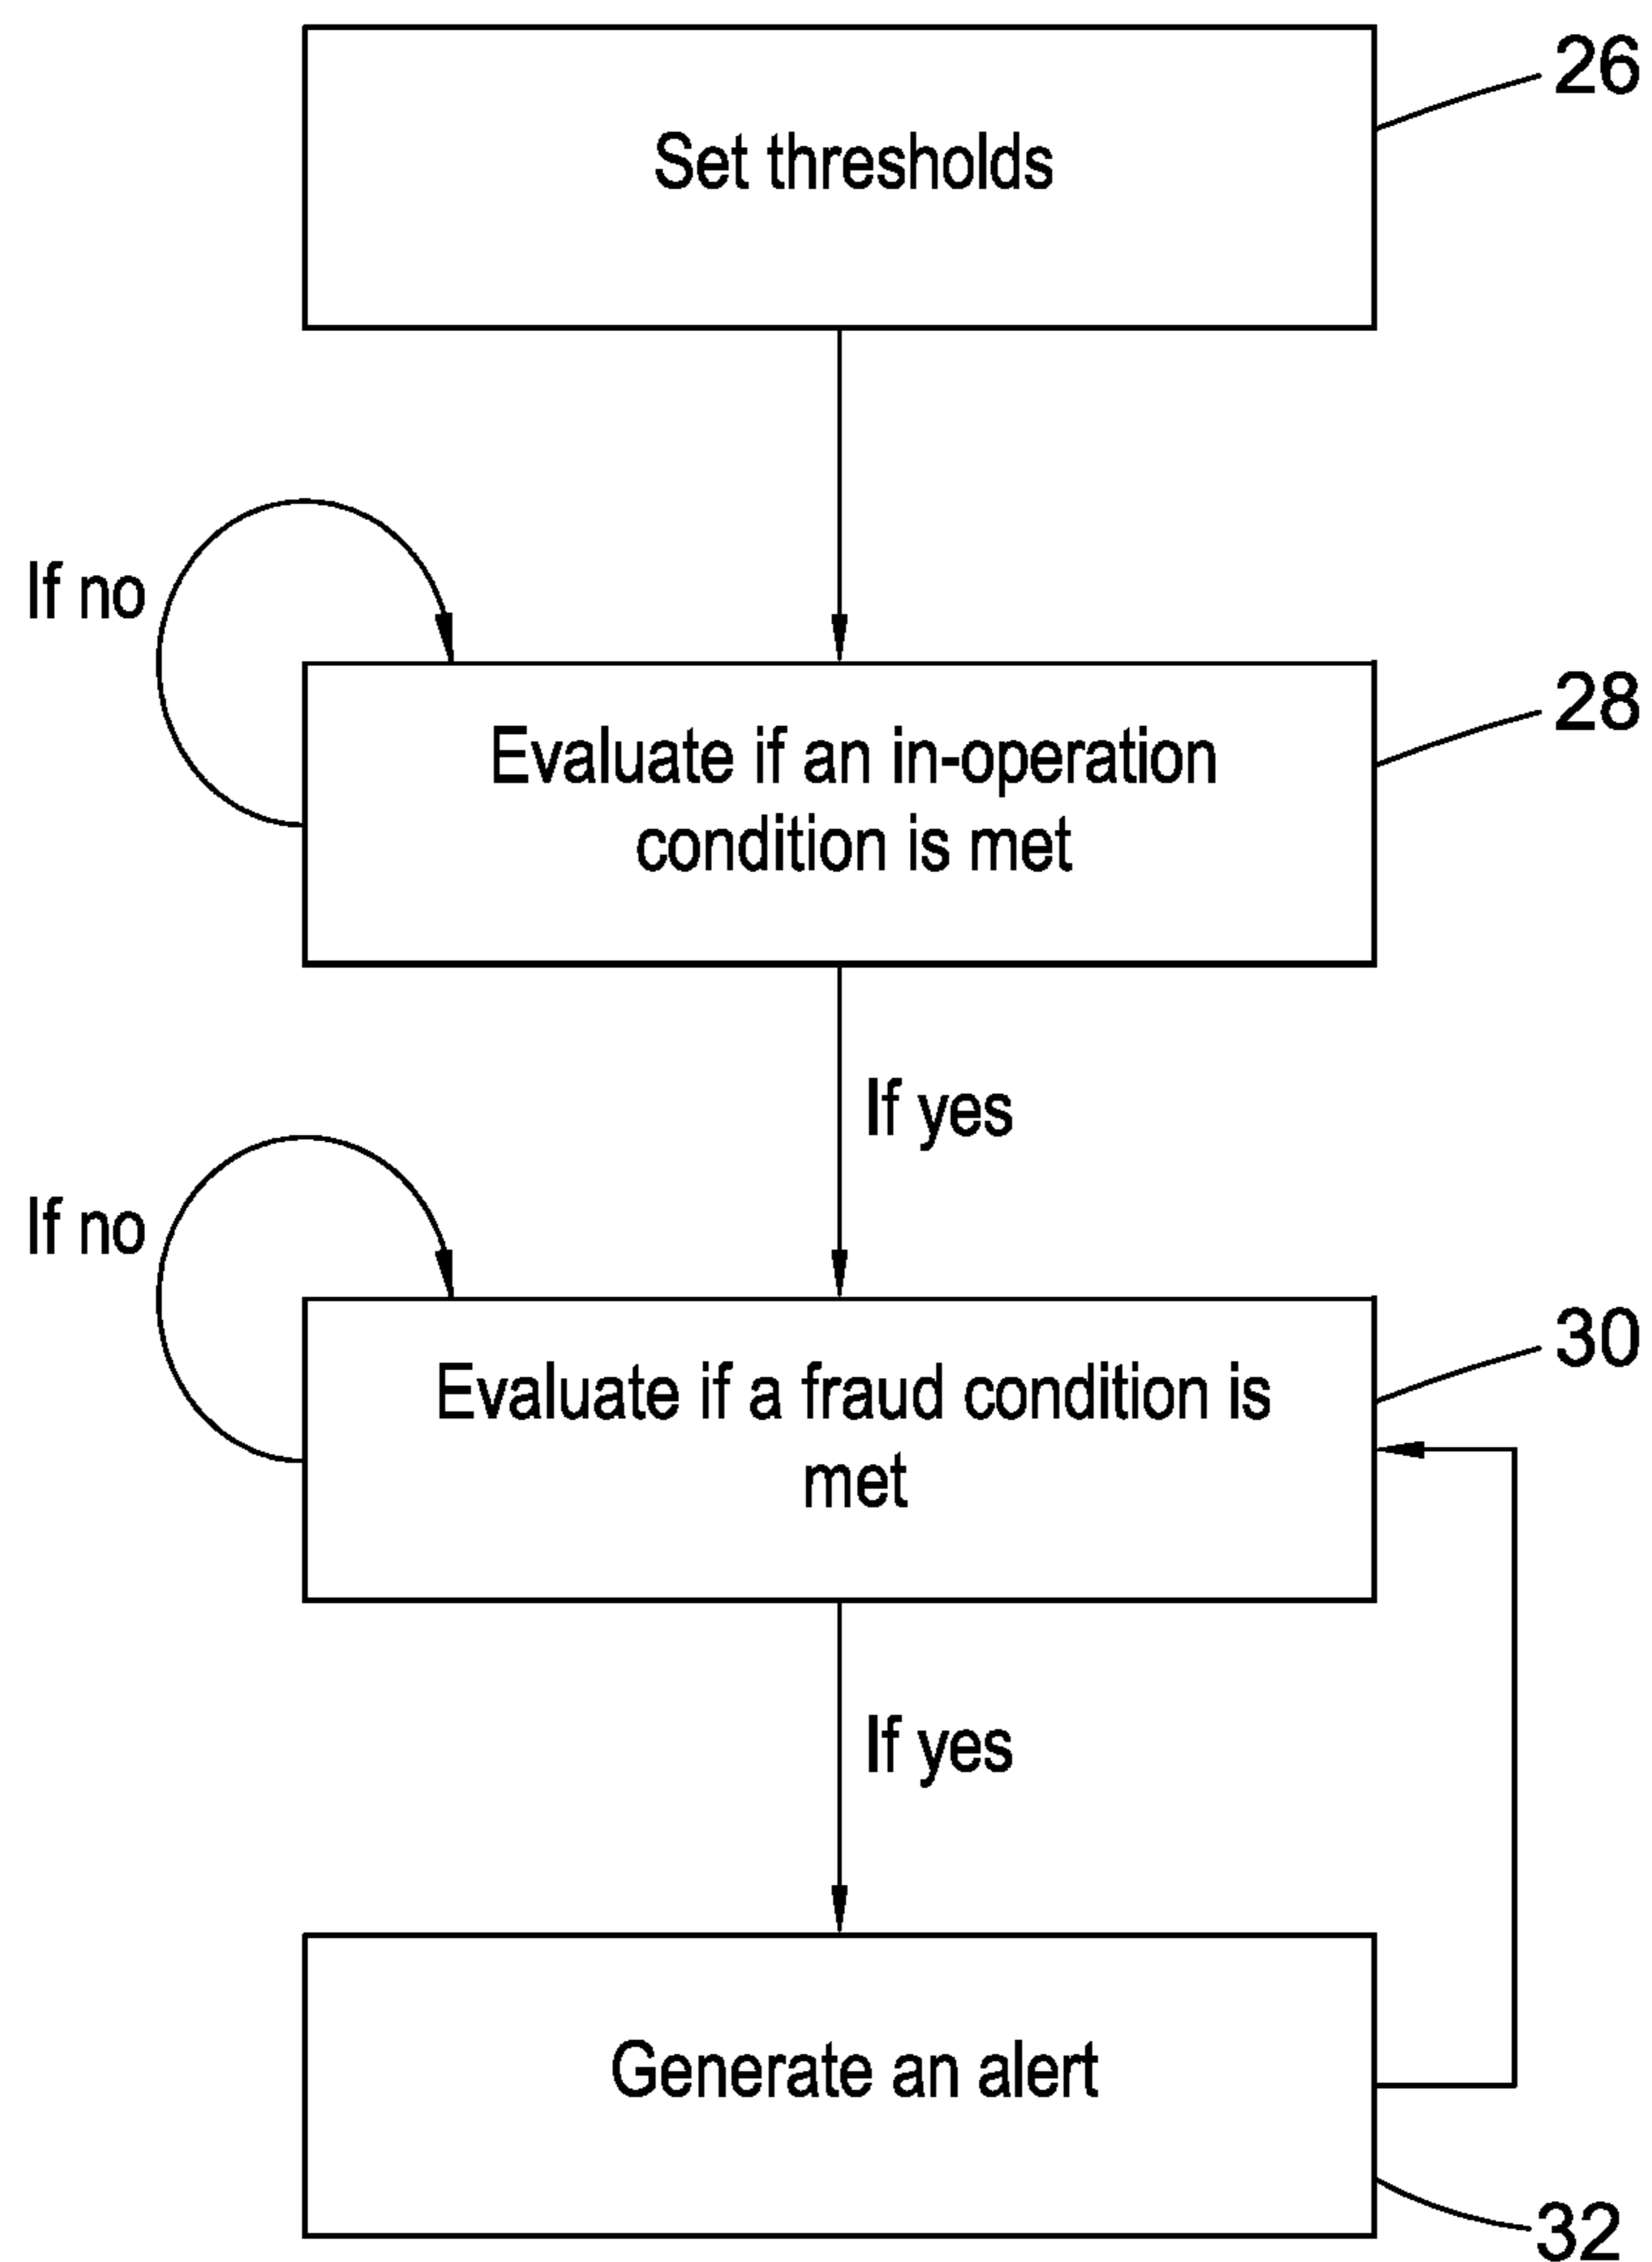 26
Set thresholds
If no
28
Evaluate if an in-operation
condition is met
If yes
If no
30
Evaluate if a fraud condition is
met
If yes
Generate an alert
32